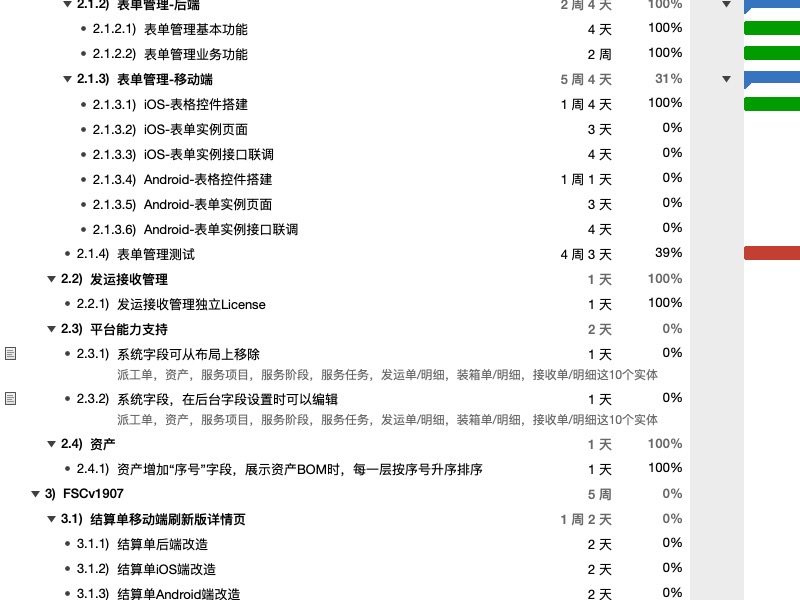 2.1.2) 表单管理-后端 2 周 4 天 100%
2.1.2.1) 表单管理基本功能 4 天 100%
2.1.2.2) 表单管理业务功能 2 周 100%
2.1.3) 表单管理-移动端 5 周 4 天 31%
2.1.3.1) iOS-表格控件搭建 1 周 4 天 100%
2.1.3.2) iOS-表单实例页面 3 天 0%
2.1.3.3) iOS-表单实例接口联调 4 天 0%
2.1.3.4) Android-表格控件搭建 1 周 1 天 0%
2.1.3.5) Android-表单实例页面 3 天 0%
2.1.3.6) Android-表单实例接口联调 4 天 0%
2.1.4) 表单管理测试 4 周 3 天 39%
2.2) 发运接收管理 1 天 100%
2.2.1) 发运接收管理独立License 1 天 100%
2.3) 平台能力支持 2 天 0%
2.3.1) 系统字段可从布局上移除 1 天 0%
派工单，资产，服务项目，服务阶段，服务任务，发运单/明细，装箱单/明细，接收单/明细这10个实体
2.3.2) 系统字段，在后台字段设置时可以编辑 1 天 0%
派工单，资产，服务项目，服务阶段，服务任务，发运单/明细，装箱单/明细，接收单/明细这10个实体
2.4) 资产 1 天 100%
2.4.1) 资产增加“序号”字段，展示资产BOM时，每一层按序号升序排序 1 天 100%
3) FSCv1907 5 周 0%
3.1) 结算单移动端刷新版详情页 1 周 2 天 0%
3.1.1) 结算单后端改造 2 天 0%
3.1.2) 结算单iOS端改造 2 天 0%
3.1.3) 结算单Android端改造 2 天 0%